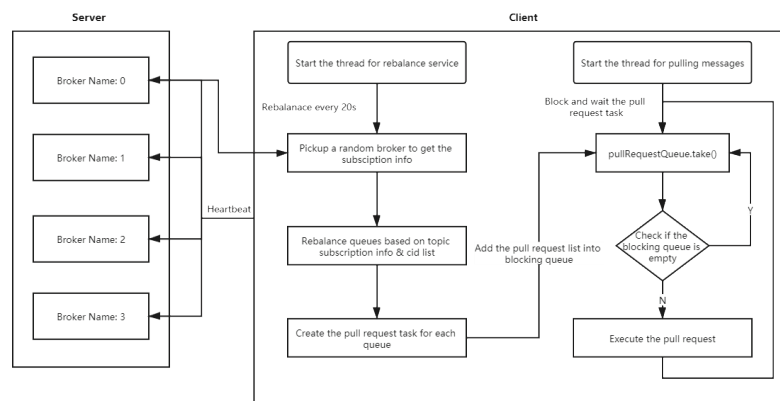 Server
Client
Broker Name: 0
Broker Name: 1
Broker Name: 2
Broker Name: 3
Heartbeat
Start the thread for rebalance service
Rebalanace every 20s
Pickup a random broker to get the
subsciption info
Rebalance queues based on topic
subscription info & cid list
Create the pull request task for each
queue
Add the pull request list into
blocking queue
Start the thread for pulling messages
Block and wait the pull
request task
pullRequestQueue.take()
Y
Check if the
blocking queue is
empty
N
Execute the pull request